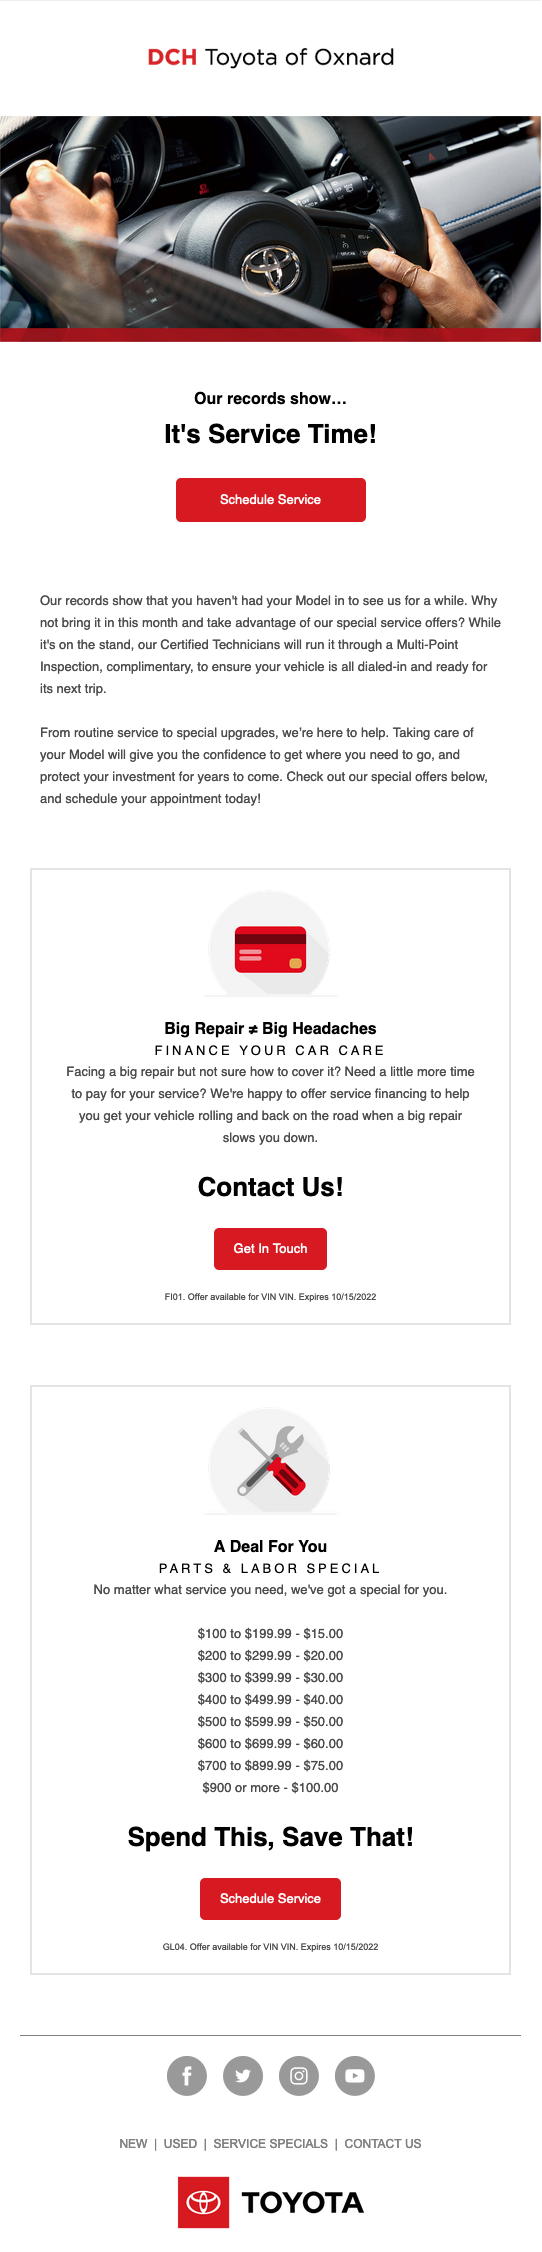 DCH Toyota of Oxnard
Our records show...
It's Service Time!
Schedule Service
Our records show that you haven't had your Model in to see us for a while. Why
not bring it in this month and take advantage of our special service offers? While
it's on the stand, our Certified Technicians will run it through a Multi-Point
Inspection, complimentary, to ensure your vehicle is all dialed-in and ready for
its next trip.
From routine service to special upgrades, we're here to help. Taking care of
your Model will give you the confidence to get where you need to go, and
protect your investment for years to come. Check out our special offers below,
and schedule your appointment today!
Big Repair ≠ Big Headaches
FINANCE YOUR CAR CARE
Facing a big repair but not sure how to cover it? Need a little more time
to pay for your service? We're happy to offer service financing to help
you get your vehicle rolling and back on the road when a big repair
slows you down.
Contact Us!
Get In Touch
FI01. Offer available for VIN VIN. Expires 10/15/2022
A Deal For You
PARTS & LABOR SPECIAL
No matter what service you need, we've got a special for you.
$100 to $199.99 - $15.00
$200 to $299.99 - $20.00
$300 to $399.99 - $30.00
$400 to $499.99 - $40.00
$500 to $599.99 - $50.00
$600 to $699.99 - $60.00
$700 to $899.99 - $75.00
$900 or more - $100.00
Spend This, Save That!
Schedule Service
GL04. Offer available for VIN VIN. Expires 10/15/2022
NEW | USED | SERVICE SPECIALS | CONTACT US
TOYOTA